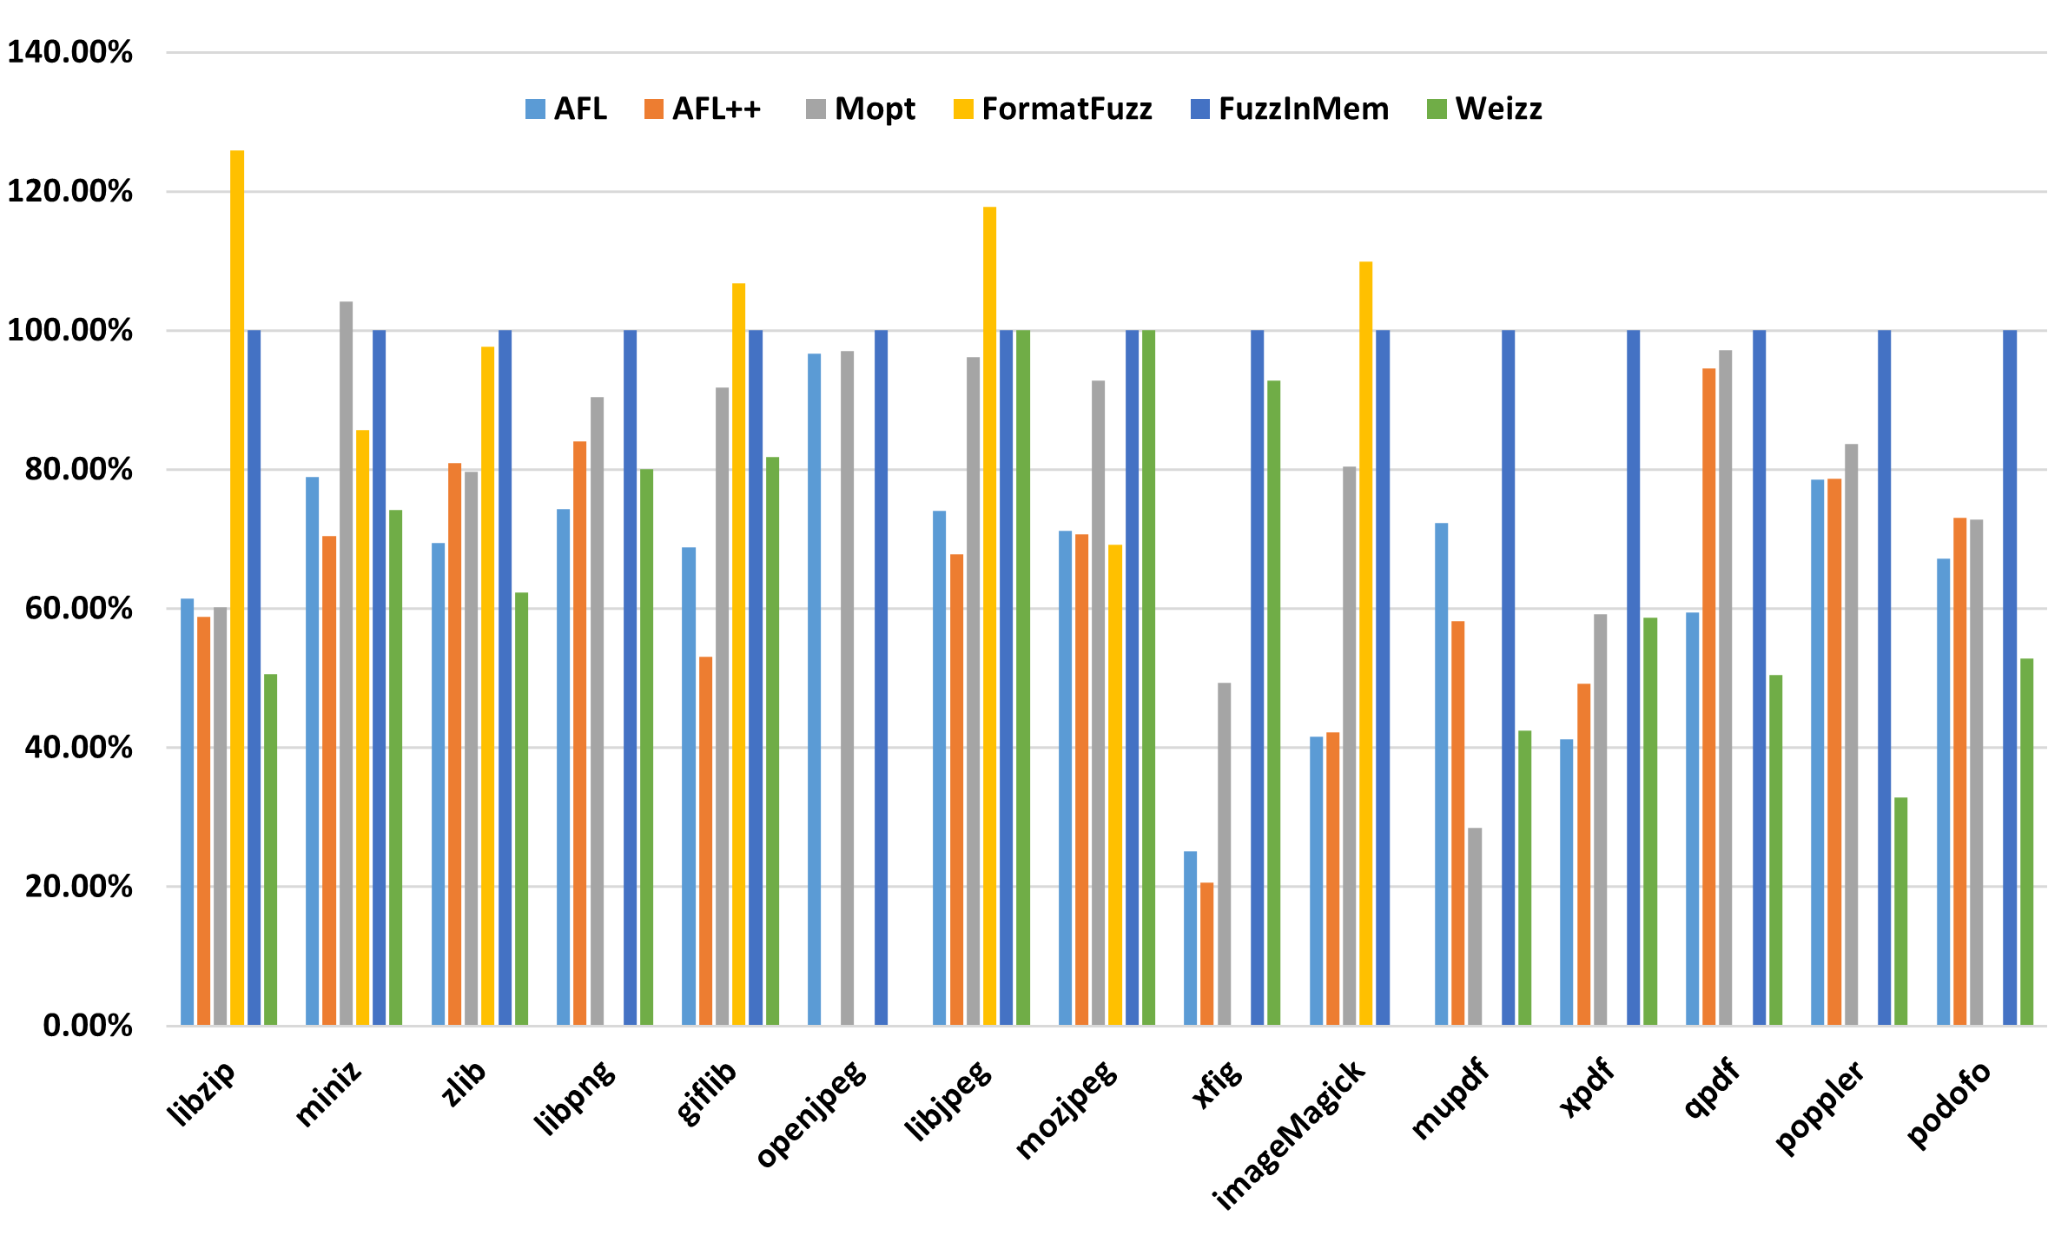 140.00%
AFL AFL++ Mopt FormatFuzz FuzzInMem Weizz
120.00%
100.00%
80.00%
60.00%
40.00%
20.00%
0.00%
libzip
miniz
zlib
libpng
giflib
openjpeg
libjpeg
mozjpeg
xfig
imageMagick
mupdf
xpdf
qpdf
poppler
podofo